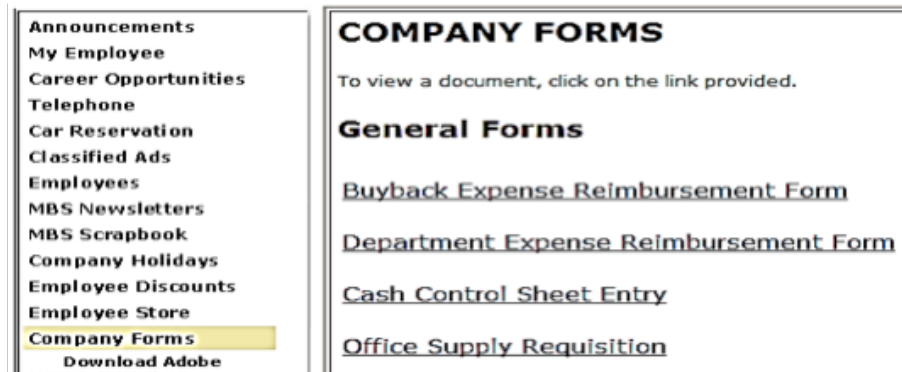 Announcements
My Employee
Career Opportunities
Telephone
Car Reservation
Classified Ads
Employees
MBS Newsletters
MBS Scrapbook
Company Holidays
Employee Discounts
Employee Store
Company Forms
Download Adobe
COMPANY FORMS
To view a document, click on the link provided.
General Forms
Buyback Expense Reimbursement Form
Department Expense Reimbursement Form
Cash Control Sheet Entry
Office Supply Requisition